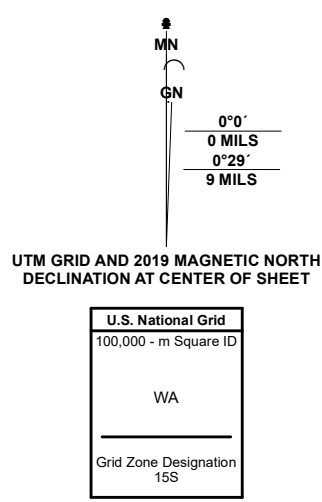 MN
GN
0°0´
0 MILS
0°29´
9 MILS
UTM GRID AND 2019 MAGNETIC NORTH
DECLINATION AT CENTER OF SHEET
U.S. National Grid
100,000 - m Square ID
WA
Grid Zone Designation
15S